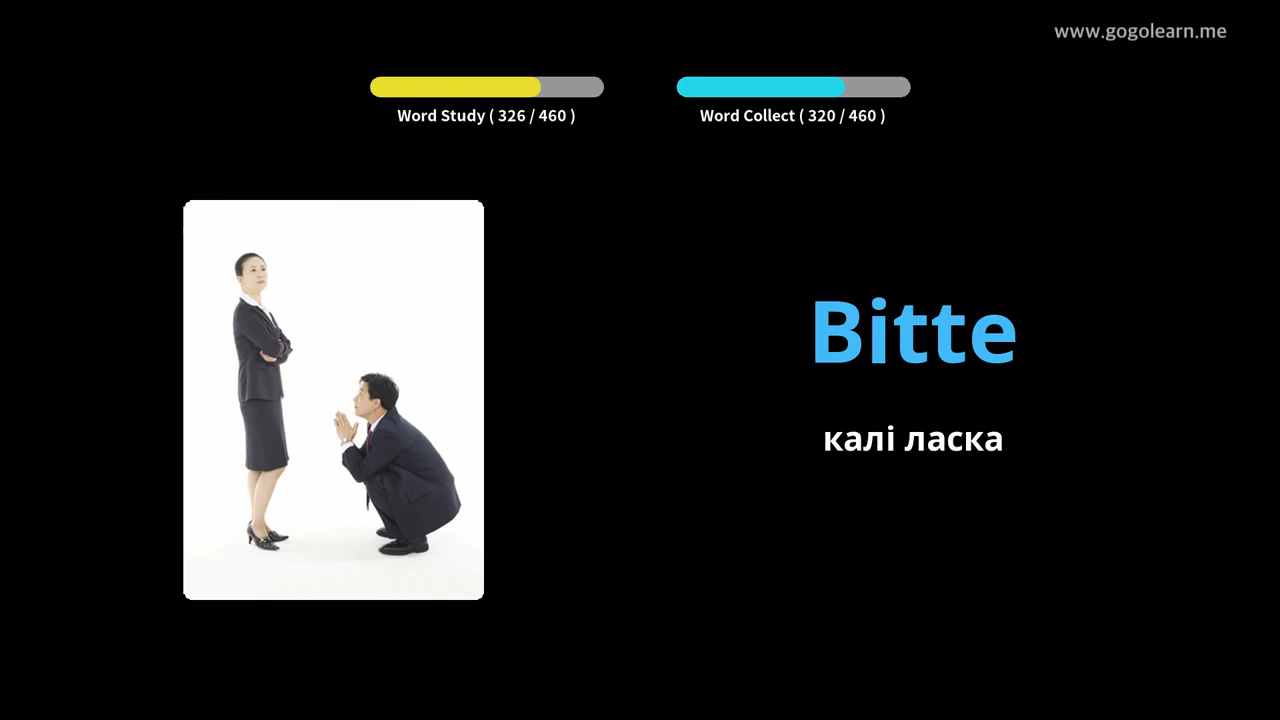 www.gogolearn.me
Word Study ( 326 / 460 )
Word Collect ( 320 / 460 )
Bitte
калі ласка